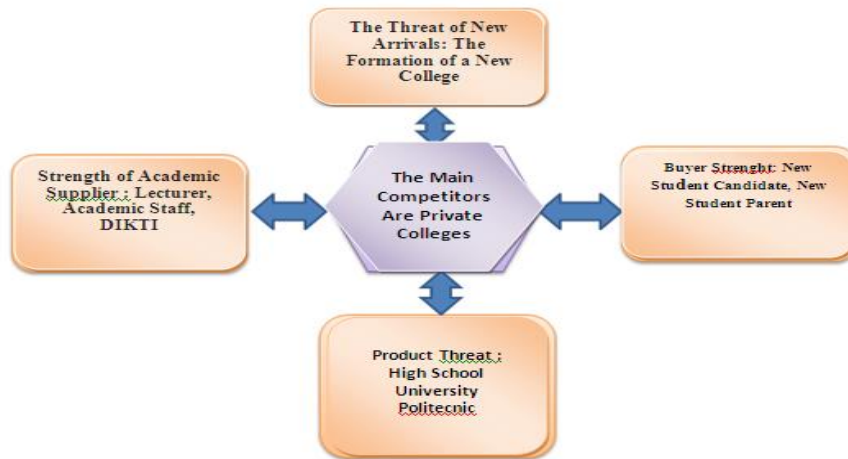 The Threat of New
Arrivals: The
Formation of a New
College
Strength of Academic
Supplier : Lecturer,
Academic Staff,
DIKTI
The Main
Competitors
Are Private
Colleges
Buyer Strenght: New
Student Candidate, New
Student Parent
Product Threat :
High School
University
Politecnic